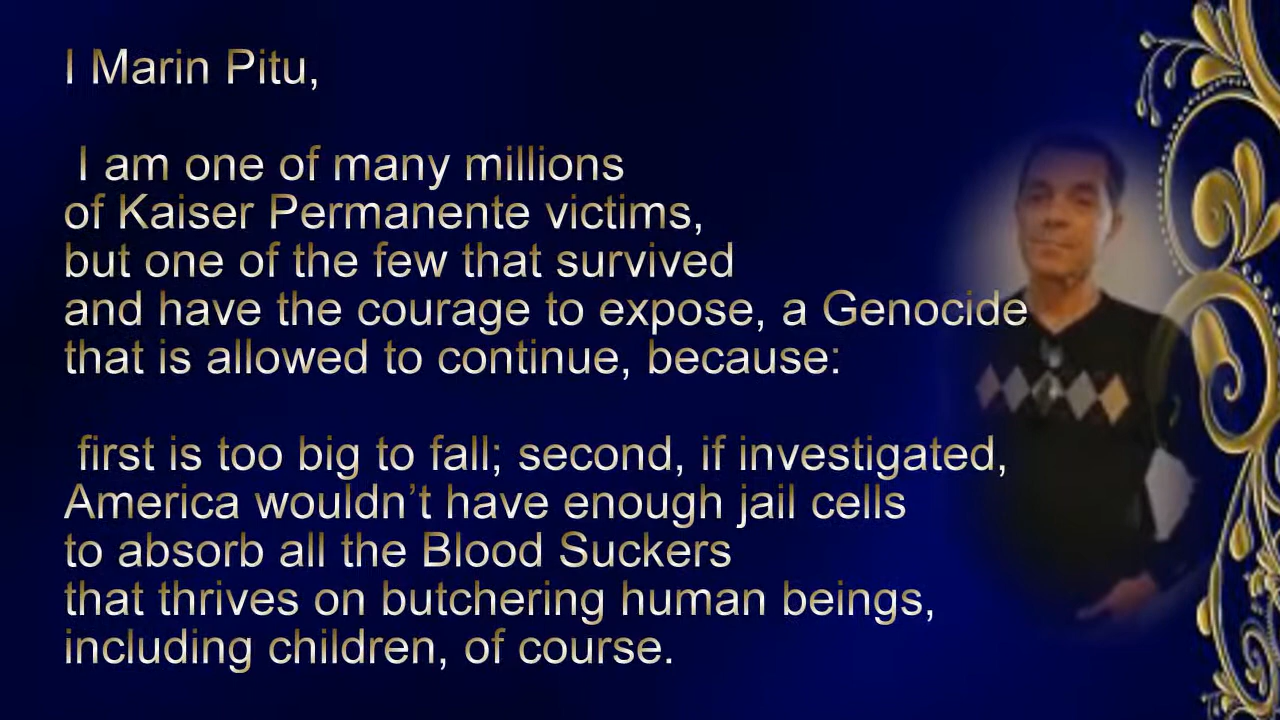 I Marin Pitu,
I am one of many millions
of Kaiser Permanente victims,
but one of the few that survived
and have the courage to expose, a Genocide
that is allowed to continue, because:
first is too big to fall; second, if investigated,
America wouldn’t have enough jail cells
to absorb all the Blood Suckers
that thrives on butchering human beings,
including children, of course.